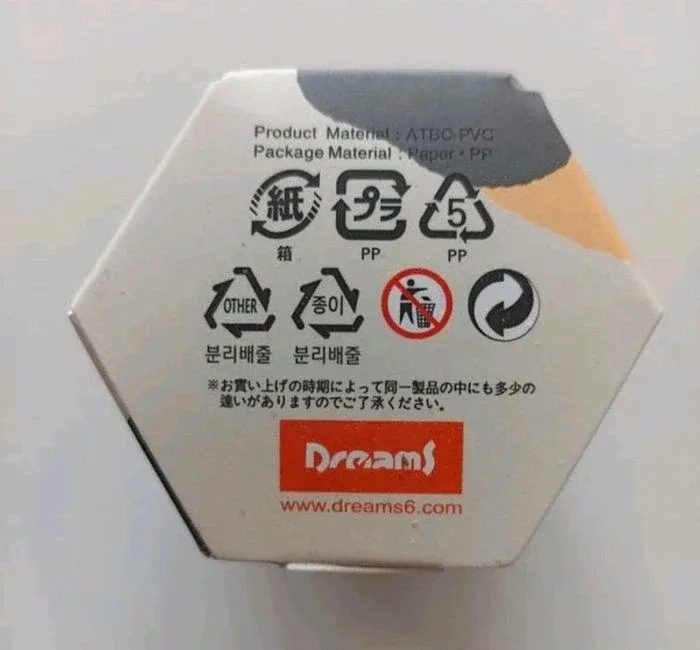 Product Material : ATBC-PVC
Package Material : Paper・PP
紙 プラ 5
箱 PP PP
OTHER 종이
분리배출 분리배출
※お買い上げの時期によって同一製品の中にも多少の
違いがありますのでご了承ください。
Dreams
www.dreams6.com